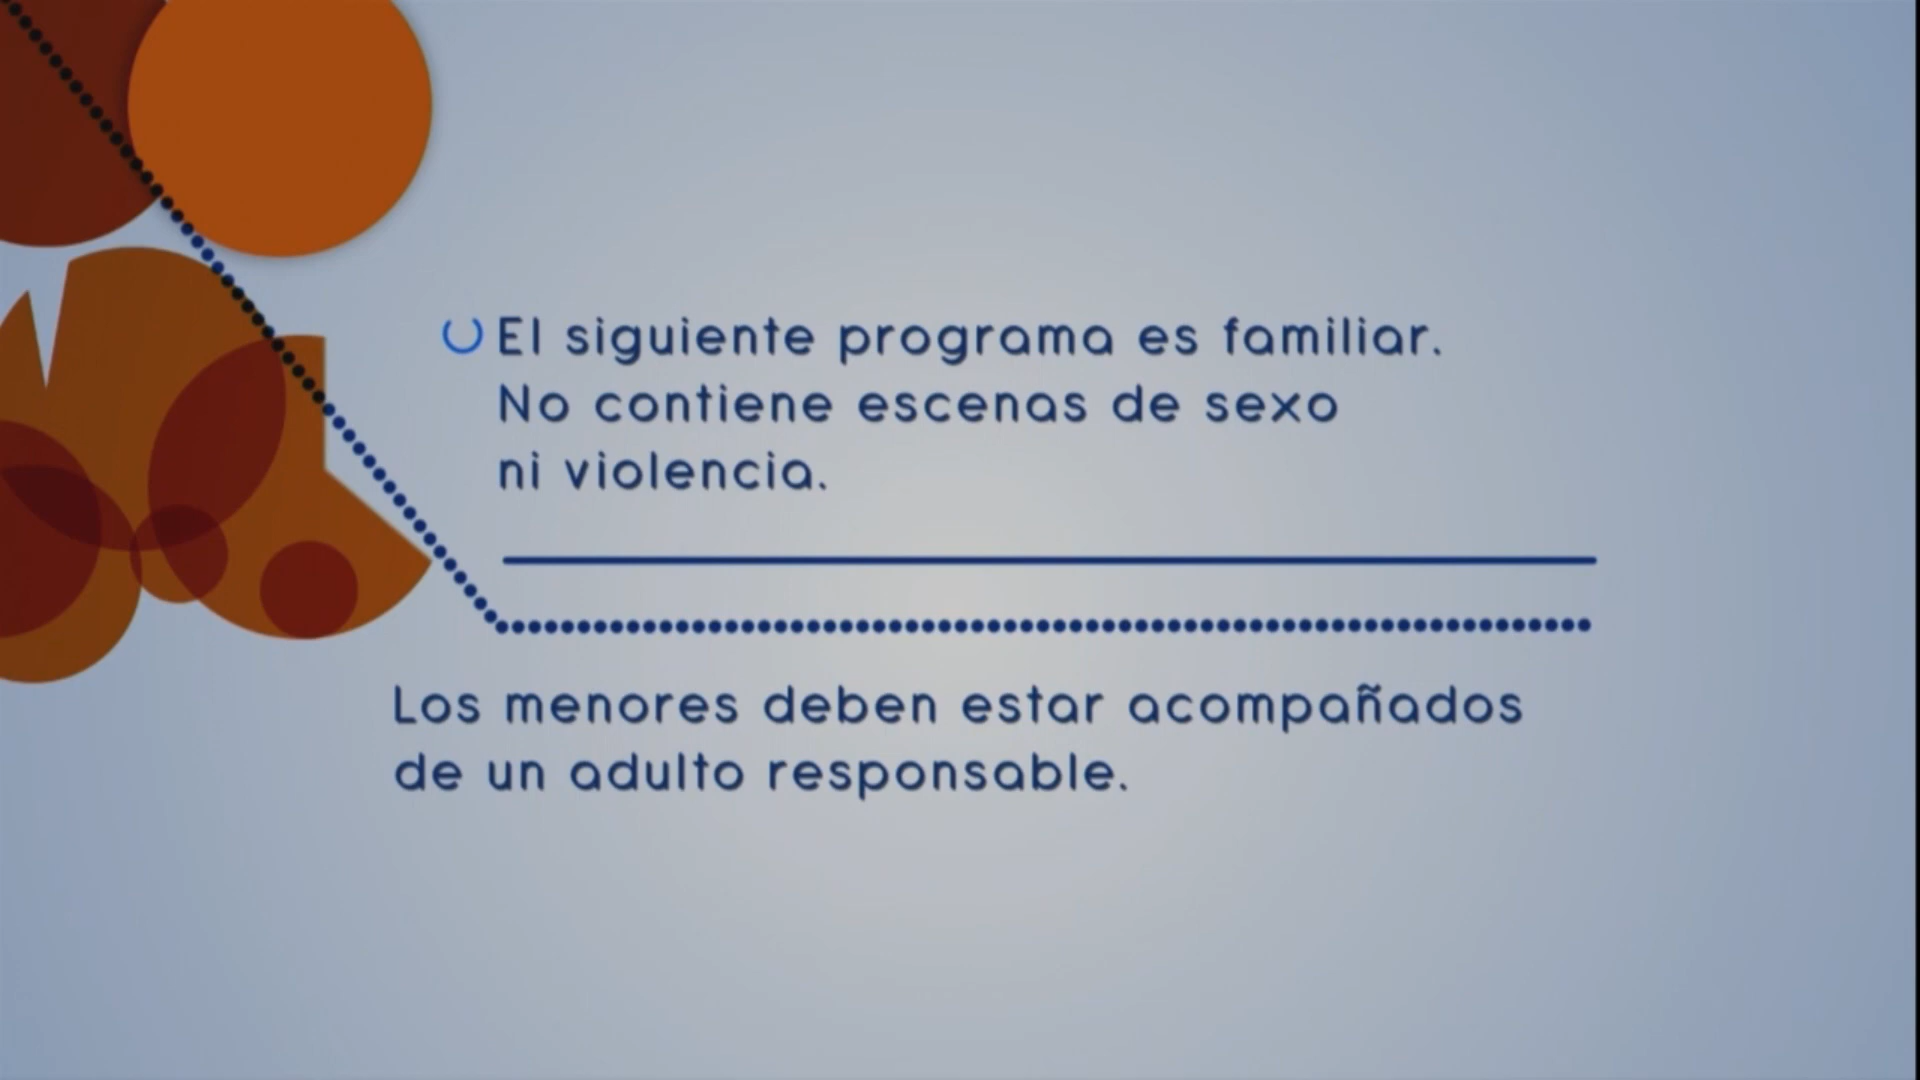 El siguiente programa es familiar.
No contiene escenas de sexo
ni violencia.
Los menores deben estar acompañados
de un adulto responsable.